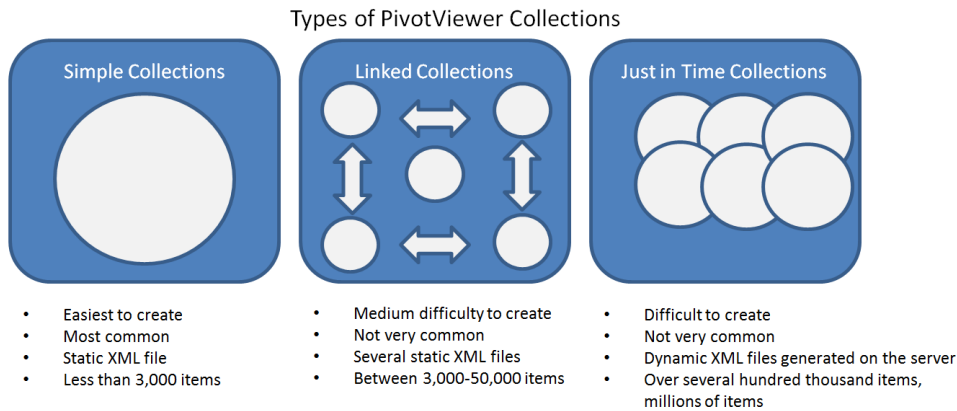 Types of PivotViewer Collections
Simple Collections
Linked Collections
Just in Time Collections
• Easiest to create
• Most common
• Static XML file
• Less than 3,000 items
• Medium difficulty to create
• Not very common
• Several static XML files
• Between 3,000-50,000 items
• Difficult to create
• Not very common
• Dynamic XML files generated on the server
• Over several hundred thousand items,
millions of items